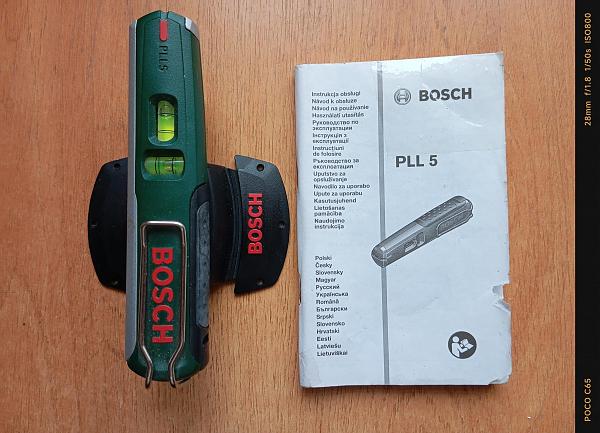 PLL5
BOSCH
BOSCH
BOSCH
Instrukcja obsługi
Návod k obsluze
Návod na používanie
Használati utasítás
Руководство по
эксплуатации
Інструкція з
експлуатації
Instrucţiuni
de folosire
Ръководство за
експлоатация
Uputstvo za
opsluživanje
Navodilo za uporabo
Upute za uporabu
Kasutusjuhend
Lietošanas
pamācība
Naudojimo
instrukcija
PLL 5
Polski
Česky
Slovensky
Magyar
Русский
Українська
Română
Български
Srpski
Slovensko
Hrvatski
Eesti
Latviešu
Lietuviškai
28mm f/1.8 1/50s ISO800
POCO C65